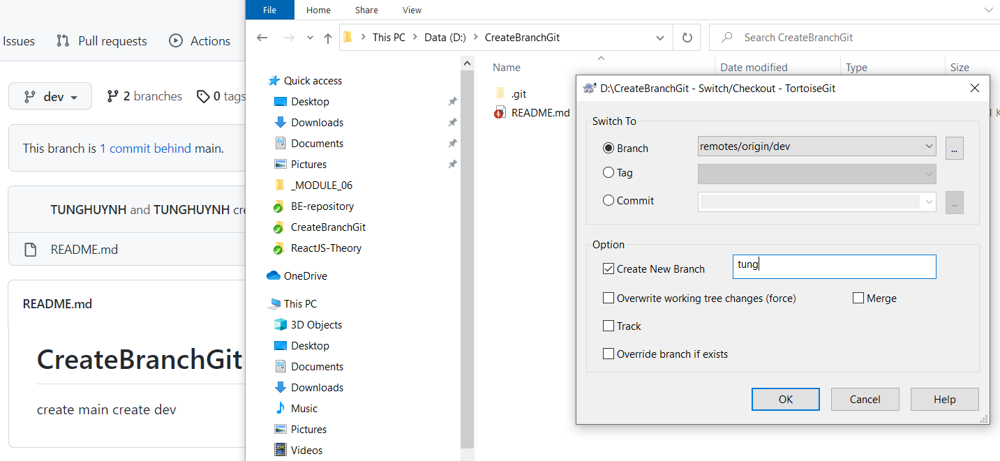 Issues
Pull requests
Actions
dev
2 branches
0 tags
This branch is 1 commit behind main.
TUNGHUYNH and TUNGHUYNH cre
README.md
README.md
CreateBranchGit
create main create dev
File
Home
Share
View
This PC
Data (D:)
CreateBranchGit
Search CreateBranchGit
Quick access
Desktop
Downloads
Documents
Pictures
_MODULE_06
BE-repository
CreateBranchGit
ReactJS-Theory
OneDrive
This PC
3D Objects
Desktop
Documents
Downloads
Music
Pictures
Videos
Name
Date modified
Type
Size
.git
README.md
D:\CreateBranchGit - Switch/Checkout - TortoiseGit
Switch To
Branch
remotes/origin/dev
...
Tag
Commit
...
Option
Create New Branch
tung
Overwrite working tree changes (force)
Merge
Track
Override branch if exists
OK
Cancel
Help